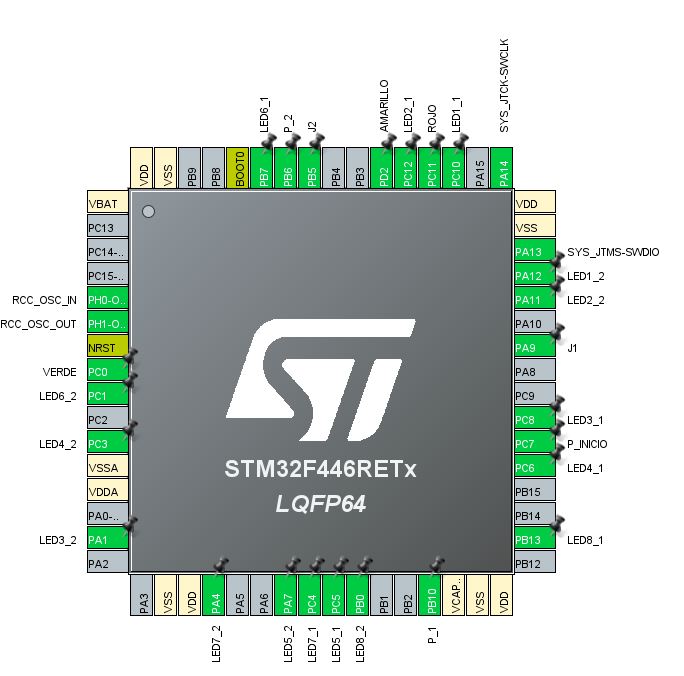 SYS_JTCK-SWCLK
LED1_1
ROJO
LED2_1
AMARILLO
J2
P_2
LED6_1
VDD
VSS
PB9
PB8
BOOT0
PB7
PB6
PB5
PB4
PB3
PD2
PC12
PC11
PC10
PA15
PA14
VBAT
PC13
PC14-..
PC15-..
RCC_OSC_IN PH0-O..
RCC_OSC_OUT PH1-O..
NRST
VERDE PC0
LED6_2 PC1
PC2
LED4_2 PC3
VSSA
VDDA
PA0-..
LED3_2 PA1
PA2
VDD
VSS
PA13 SYS_JTMS-SWDIO
PA12 LED1_2
PA11 LED2_2
PA10
PA9 J1
PA8
PC9
PC8 LED3_1
PC7 P_INICIO
PC6 LED4_1
PB15
PB14
PB13 LED8_1
PB12
ST
STM32F446RETx
LQFP64
PA3
VSS
VDD
PA4
PA5
PA6
PA7
PC4
PC5
PB0
PB1
PB2
PB10
VCAP..
VSS
VDD
LED7_2
LED5_2
LED7_1
LED5_1
LED8_2
P_1